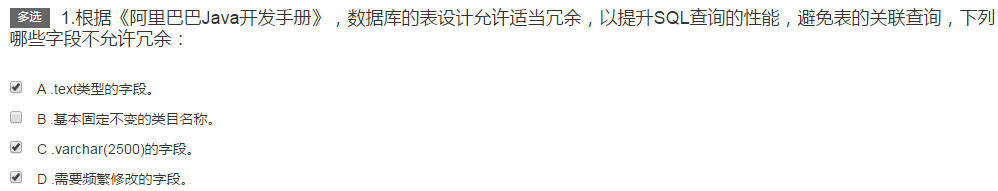 多选 1.根据《阿里巴巴Java开发手册》，数据库的表设计允许适当冗余，以提升SQL查询的性能，避免表的关联查询，下列
哪些字段不允许冗余：
A .text类型的字段。
B .基本固定不变的类目名称。
C .varchar(2500)的字段。
D .需要频繁修改的字段。